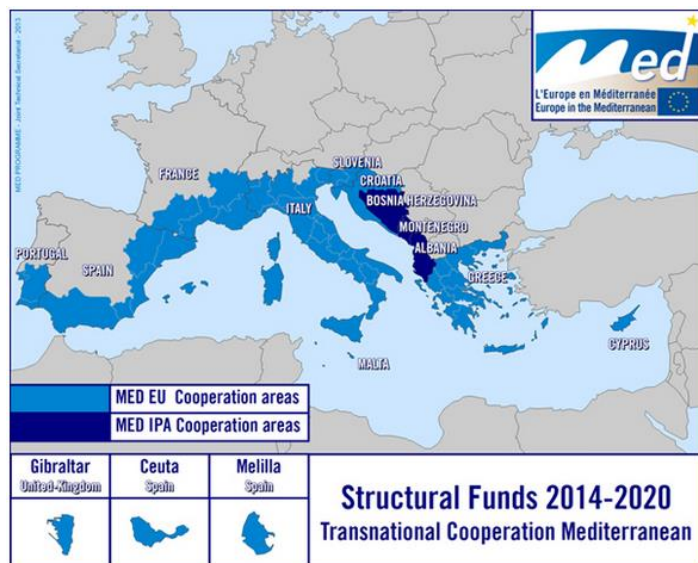 MED PROGRAMME - Joint Technical Secretariat - 2013
Med
L'Europe en Méditerranée
Europe in the Mediterranean
SLOVENIA
FRANCE
CROATIA
BOSNIA HERZEGOVINA
ITALY
MONTENEGRO
ALBANIA
PORTUGAL
SPAIN
GREECE
CYPRUS
MALTA
MED EU Cooperation areas
MED IPA Cooperation areas
Gibraltar
United-Kingdom
Ceuta
Spain
Melilla
Spain
Structural Funds 2014-2020
Transnational Cooperation Mediterranean